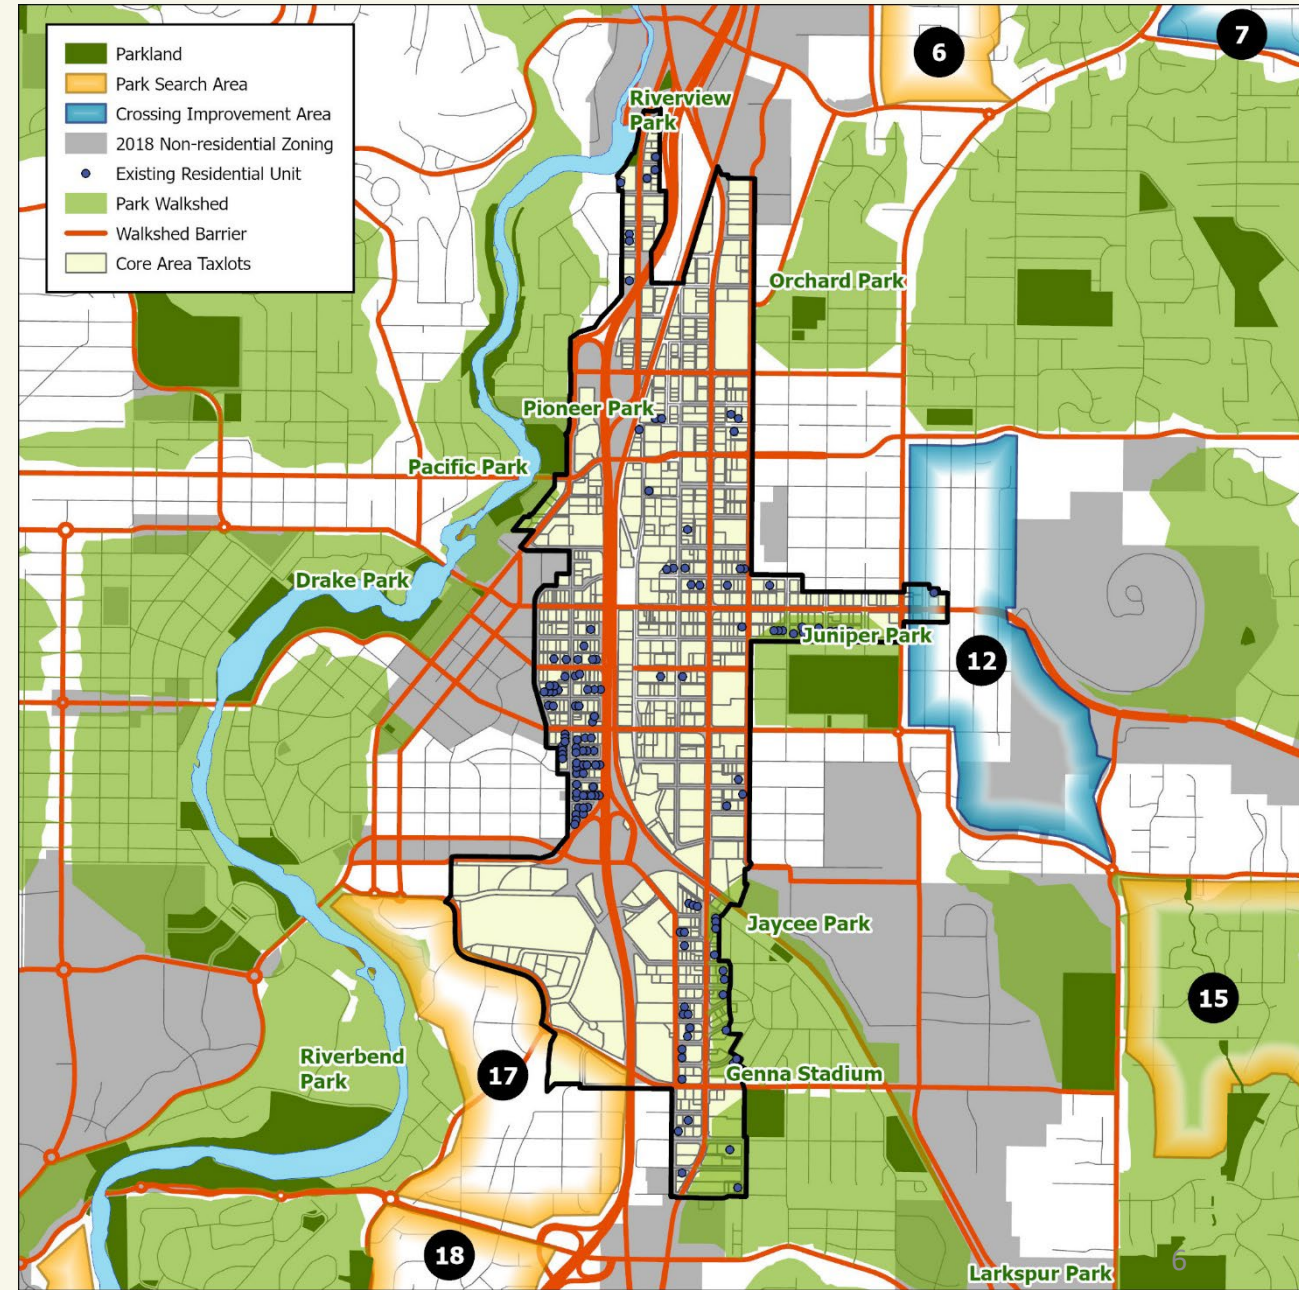 Parkland
Park Search Area
Crossing Improvement Area
2018 Non-residential Zoning
Existing Residential Unit
Park Walkshed
Walkshed Barrier
Core Area Taxlots
6
7
Riverview
Park
Orchard Park
Pioneer Park
Pacific Park
Drake Park
Juniper Park
12
Jaycee Park
15
Riverbend
Park
17
Genna Stadium
18
Larkspur Park
6